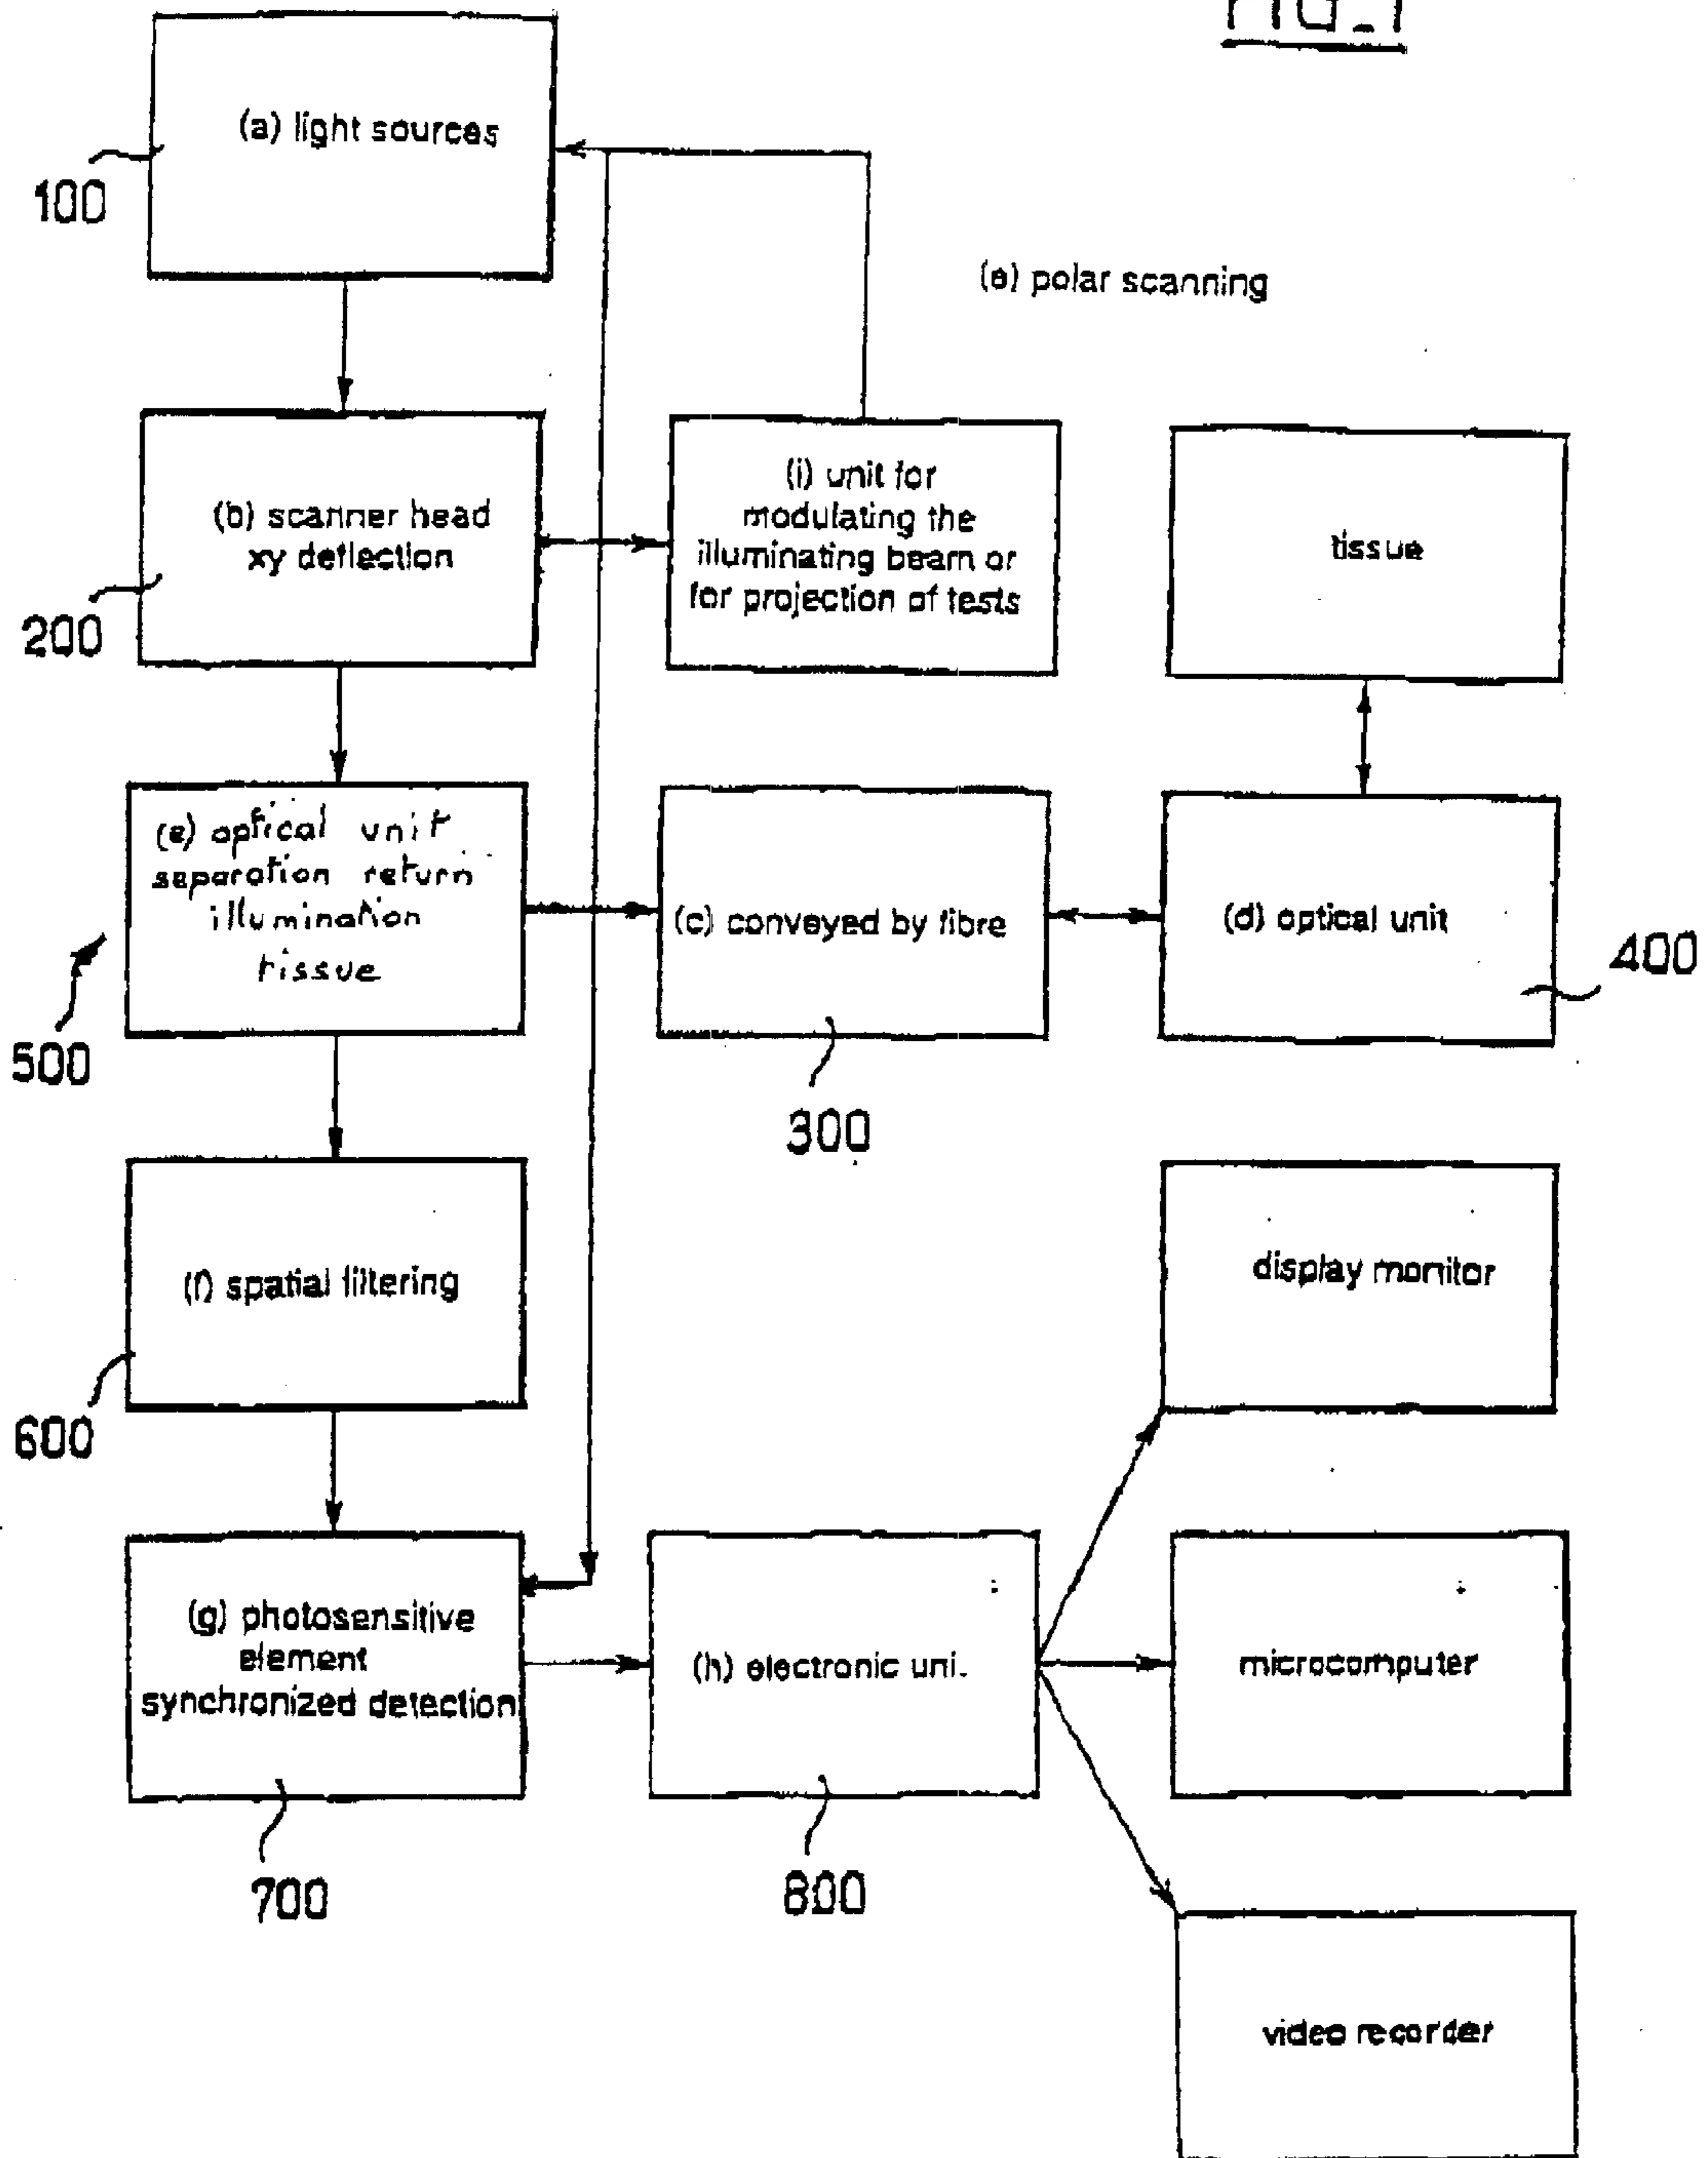 FIG_1
(a) light sources
100
(e) polar scanning
(b) scanner head
xy deflection
200
(i) unit for
modulating the
illuminating beam or
for projection of tests
tissue
(e) optical unit
separation return
illumination
tissue
500
(c) conveyed by fibre
300
(d) optical unit
400
(f) spatial filtering
600
display monitor
(g) photosensitive
element
synchronized detection
700
(h) electronic uni.
800
microcomputer
video recorder